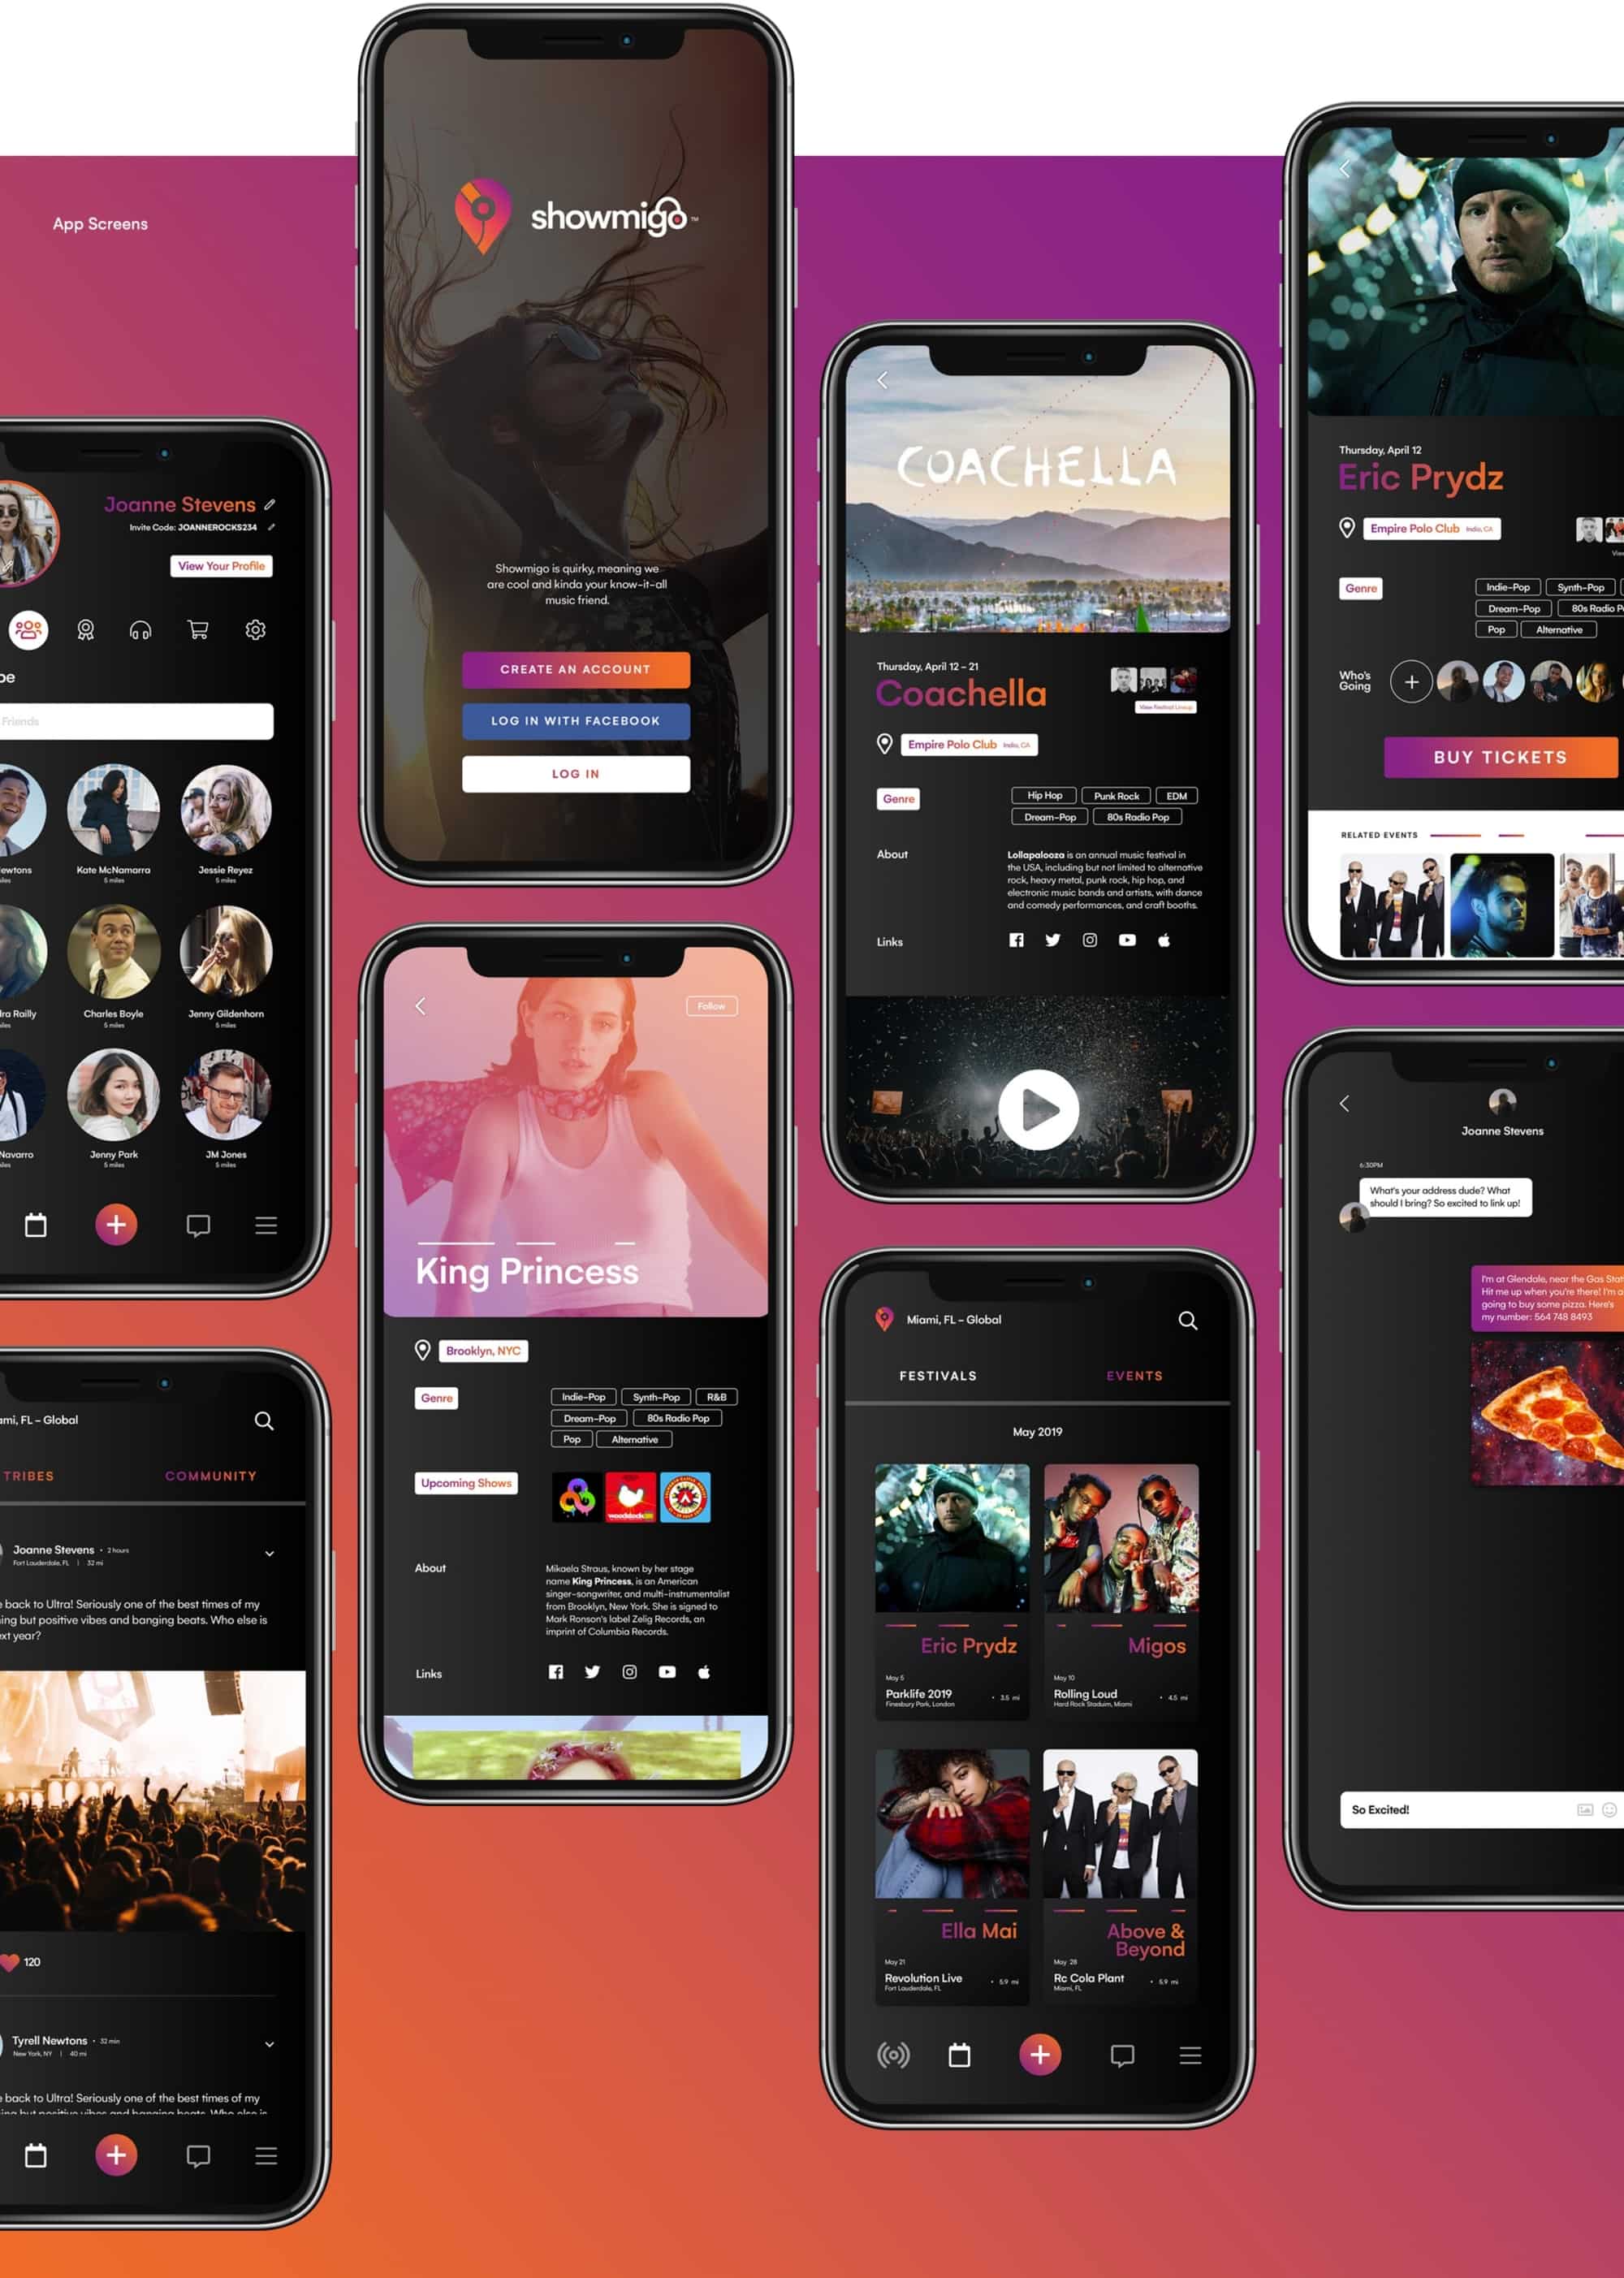 App Screens
Joanne Stevens
Invite Code: JOANNEROCKS234
View Your Profile
Friends
Kate McNamarra
5 miles
Jessie Reyez
5 miles
Charles Boyle
5 miles
Jenny Gildenhorn
5 miles
Navarro
Jenny Park
5 miles
JM Jones
5 miles
FL – Global
TRIBES
COMMUNITY
Joanne Stevens • 2 hours
Fort Lauderdale, FL | 32 mi
back to Ultra! Seriously one of the best times of my
but positive vibes and banging beats. Who else is
year?
120
Tyrell Newtons • 32 min
New York, NY | 40 mi
back to Ultra! Seriously one of the best times of my
but positive vibes and banging beats. Who else is
showmigo™
Showmigo is quirky, meaning we
are cool and kinda your know-it-all
music friend.
CREATE AN ACCOUNT
LOG IN WITH FACEBOOK
LOG IN
Follow
King Princess
Brooklyn, NYC
Genre
Indie-Pop
Synth-Pop
R&B
Dream-Pop
80s Radio Pop
Pop
Alternative
Upcoming Shows
About
Mikaela Straus, known by her stage
name King Princess, is an American
singer-songwriter, and multi-instrumentalist
from Brooklyn, New York. She is signed to
Mark Ronson's label Zelig Records, an
imprint of Columbia Records.
Links
COACHELLA
Thursday, April 12 – 21
Coachella
View Festival Lineup
Empire Polo Club Indio, CA
Genre
Hip Hop
Punk Rock
EDM
Dream-Pop
80s Radio Pop
About
Lollapalooza is an annual music festival in
the USA, including but not limited to alternative
rock, heavy metal, punk rock, hip hop, and
electronic music bands and artists, with dance
and comedy performances, and craft booths.
Links
Miami, FL – Global
FESTIVALS
EVENTS
May 2019
Eric Prydz
May 5
Parklife 2019
Finesbury Park, London
• 3.5 mi
Migos
May 10
Rolling Loud
Hard Rock Staduim, Miami
• 4.5 mi
Ella Mai
May 21
Revolution Live
Fort Lauderdale, FL
• 5.9 mi
Above &
Beyond
May 28
Rc Cola Plant
Miami, FL
• 5.9 mi
Thursday, April 12
Eric Prydz
Empire Polo Club Indio, CA
Genre
Indie-Pop
Synth-Pop
Dream-Pop
80s Radio
Pop
Alternative
Who's
Going
BUY TICKETS
RELATED EVENTS
Joanne Stevens
6:30PM
What's your address dude? What
should I bring? So excited to link up!
I'm at Glendale, near the Gas
Hit me up when you're there! I'm
going to buy some pizza. Here's
my number: 564 748 8493
So Excited!